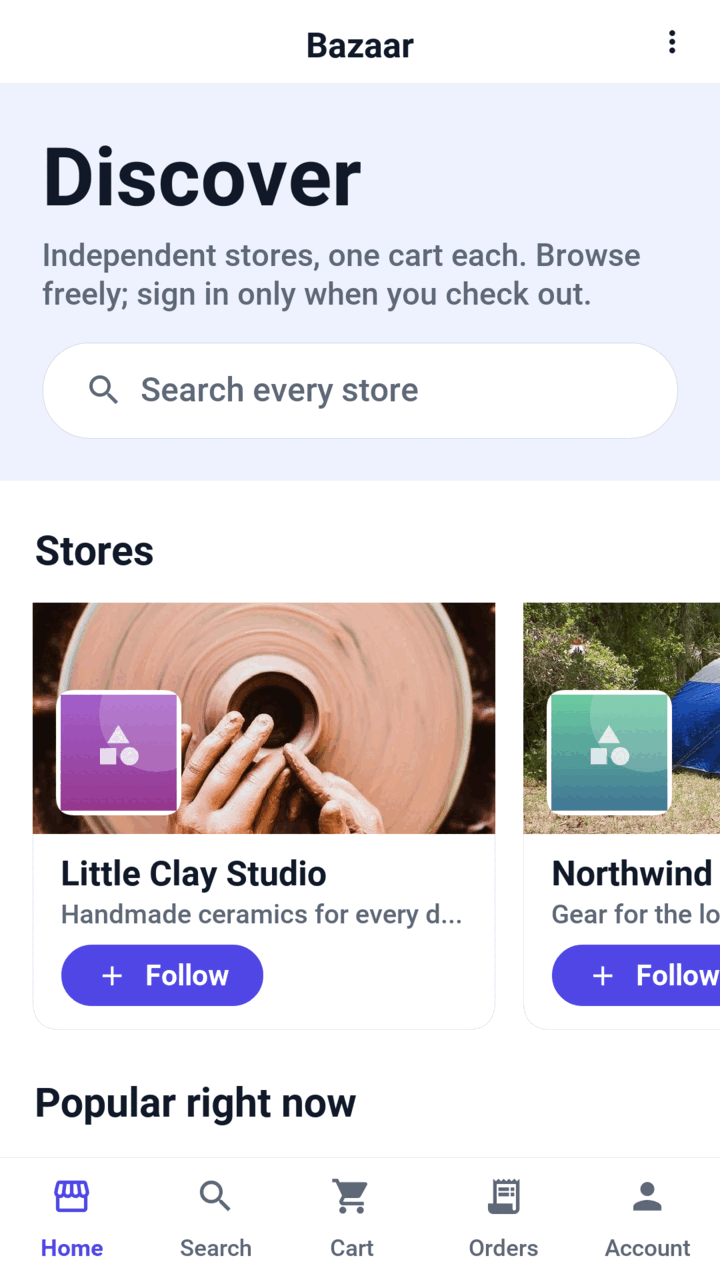 Bazaar
Discover
Independent stores, one cart each. Browse
freely; sign in only when you check out.
Search every store
Stores
Little Clay Studio
Handmade ceramics for every d...
Follow
Northwind
Gear for the lo
Follow
Popular right now
Home
Search
Cart
Orders
Account